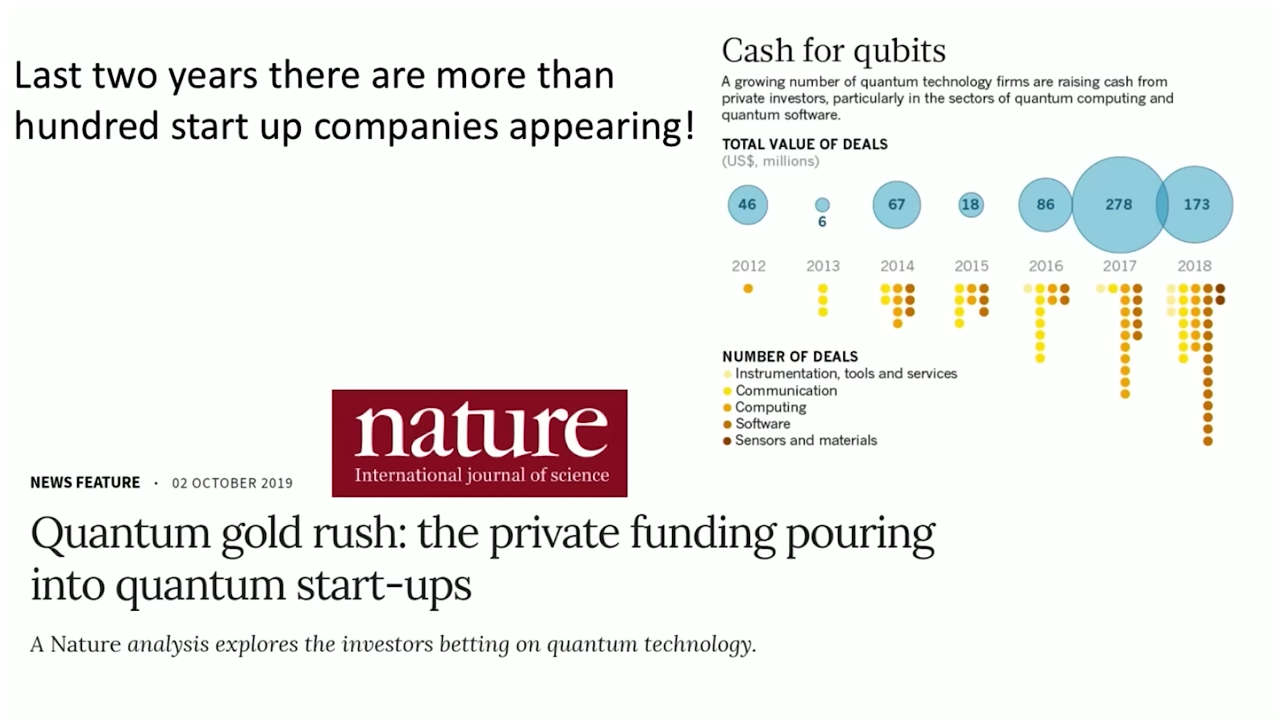 Last two years there are more than
hundred start up companies appearing!
Cash for qubits
A growing number of quantum technology firms are raising cash from
private investors, particularly in the sectors of quantum computing and
quantum software.
TOTAL VALUE OF DEALS
(US$, millions)
46
6
67
18
86
278
173
2012 2013 2014 2015 2016 2017 2018
NUMBER OF DEALS
Instrumentation, tools and services
Communication
Computing
Software
Sensors and materials
nature
International journal of science
NEWS FEATURE · 02 OCTOBER 2019
Quantum gold rush: the private funding pouring
into quantum start-ups
A Nature analysis explores the investors betting on quantum technology.